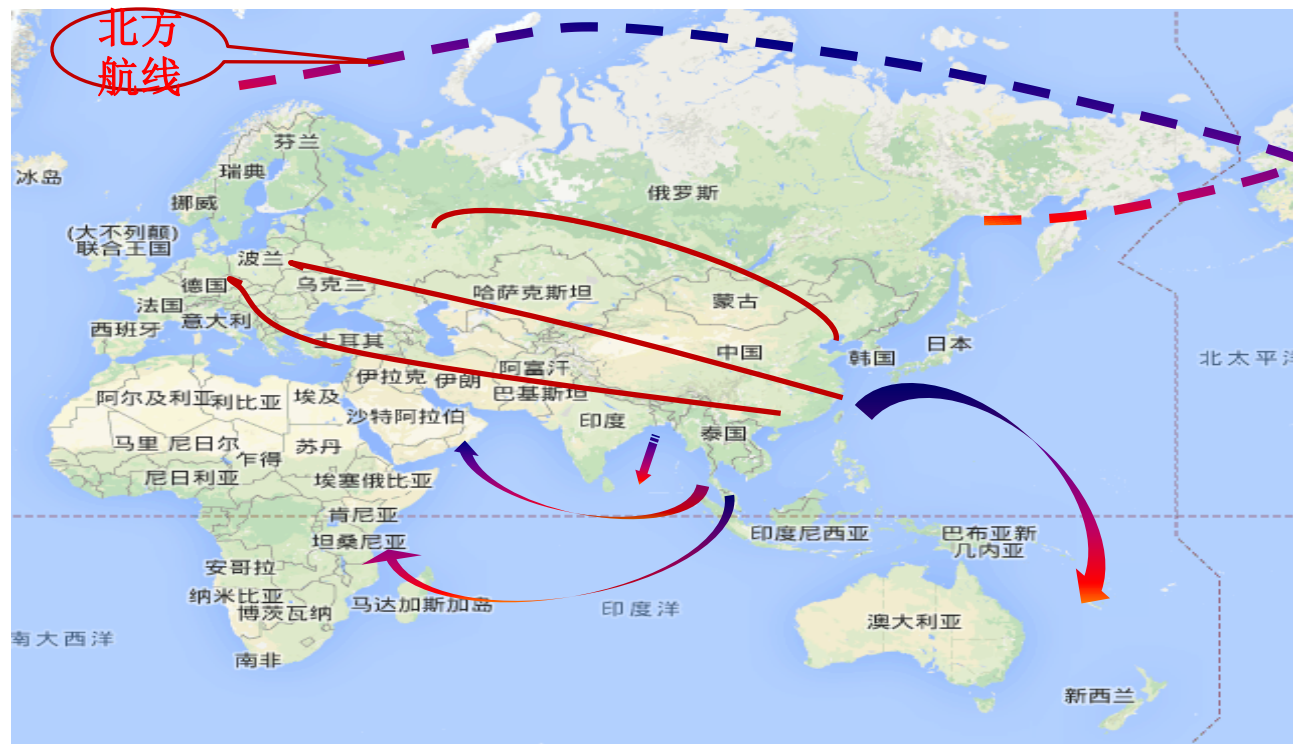 北方
航线
芬兰
瑞典
冰岛
挪威
俄罗斯
(大不列颠)
联合王国
波兰
德国
乌克兰
哈萨克斯坦
蒙古
法国
意大利
西班牙
土耳其
中国
韩国
日本
北太平洋
阿富汗
伊拉克
伊朗
巴基斯坦
阿尔及利亚
利比亚
埃及
沙特阿拉伯
印度
泰国
马里
尼日尔
乍得
苏丹
尼日利亚
埃塞俄比亚
肯尼亚
坦桑尼亚
印度尼西亚
巴布亚新
几内亚
安哥拉
纳米比亚
博茨瓦纳
马达加斯加岛
印度洋
澳大利亚
南大西洋
南非
新西兰